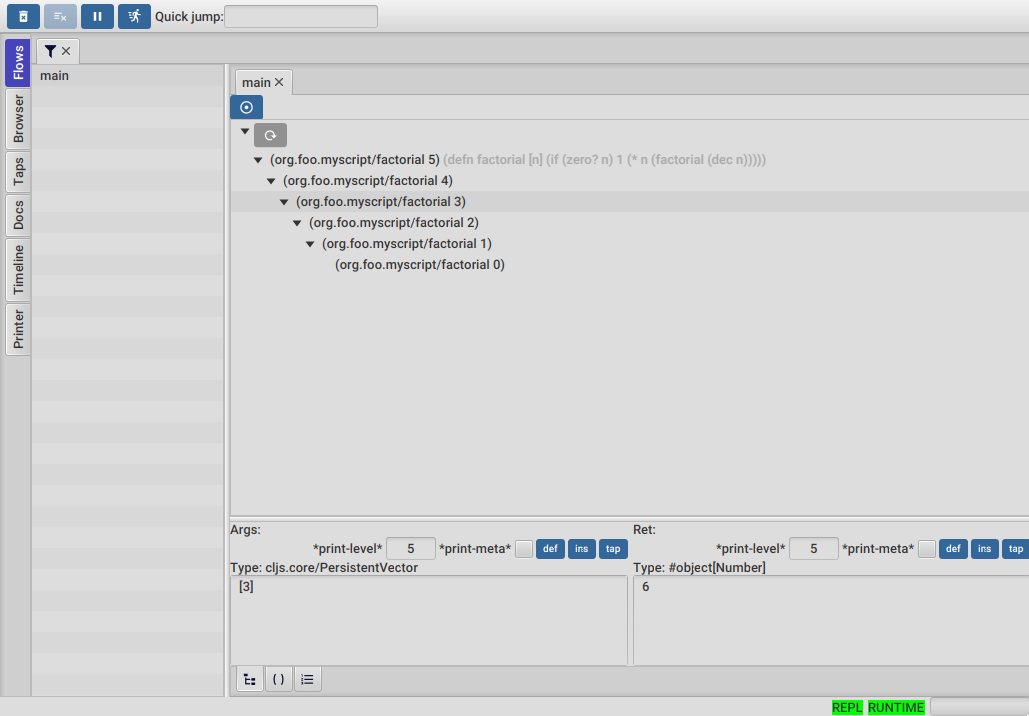 Quick jump:
Flows
Browser
Taps
Docs
Timeline
Printer
main
main
(org.foo.myscript/factorial 5) (defn factorial [n] (if (zero? n) 1 (* n (factorial (dec n)))))
(org.foo.myscript/factorial 4)
(org.foo.myscript/factorial 3)
(org.foo.myscript/factorial 2)
(org.foo.myscript/factorial 1)
(org.foo.myscript/factorial 0)
Args:
*print-level* 5 *print-meta* def ins tap
Type: cljs.core/PersistentVector
[3]
Ret:
*print-level* 5 *print-meta* def ins tap
Type: #object[Number]
6
( )
REPL RUNTIME